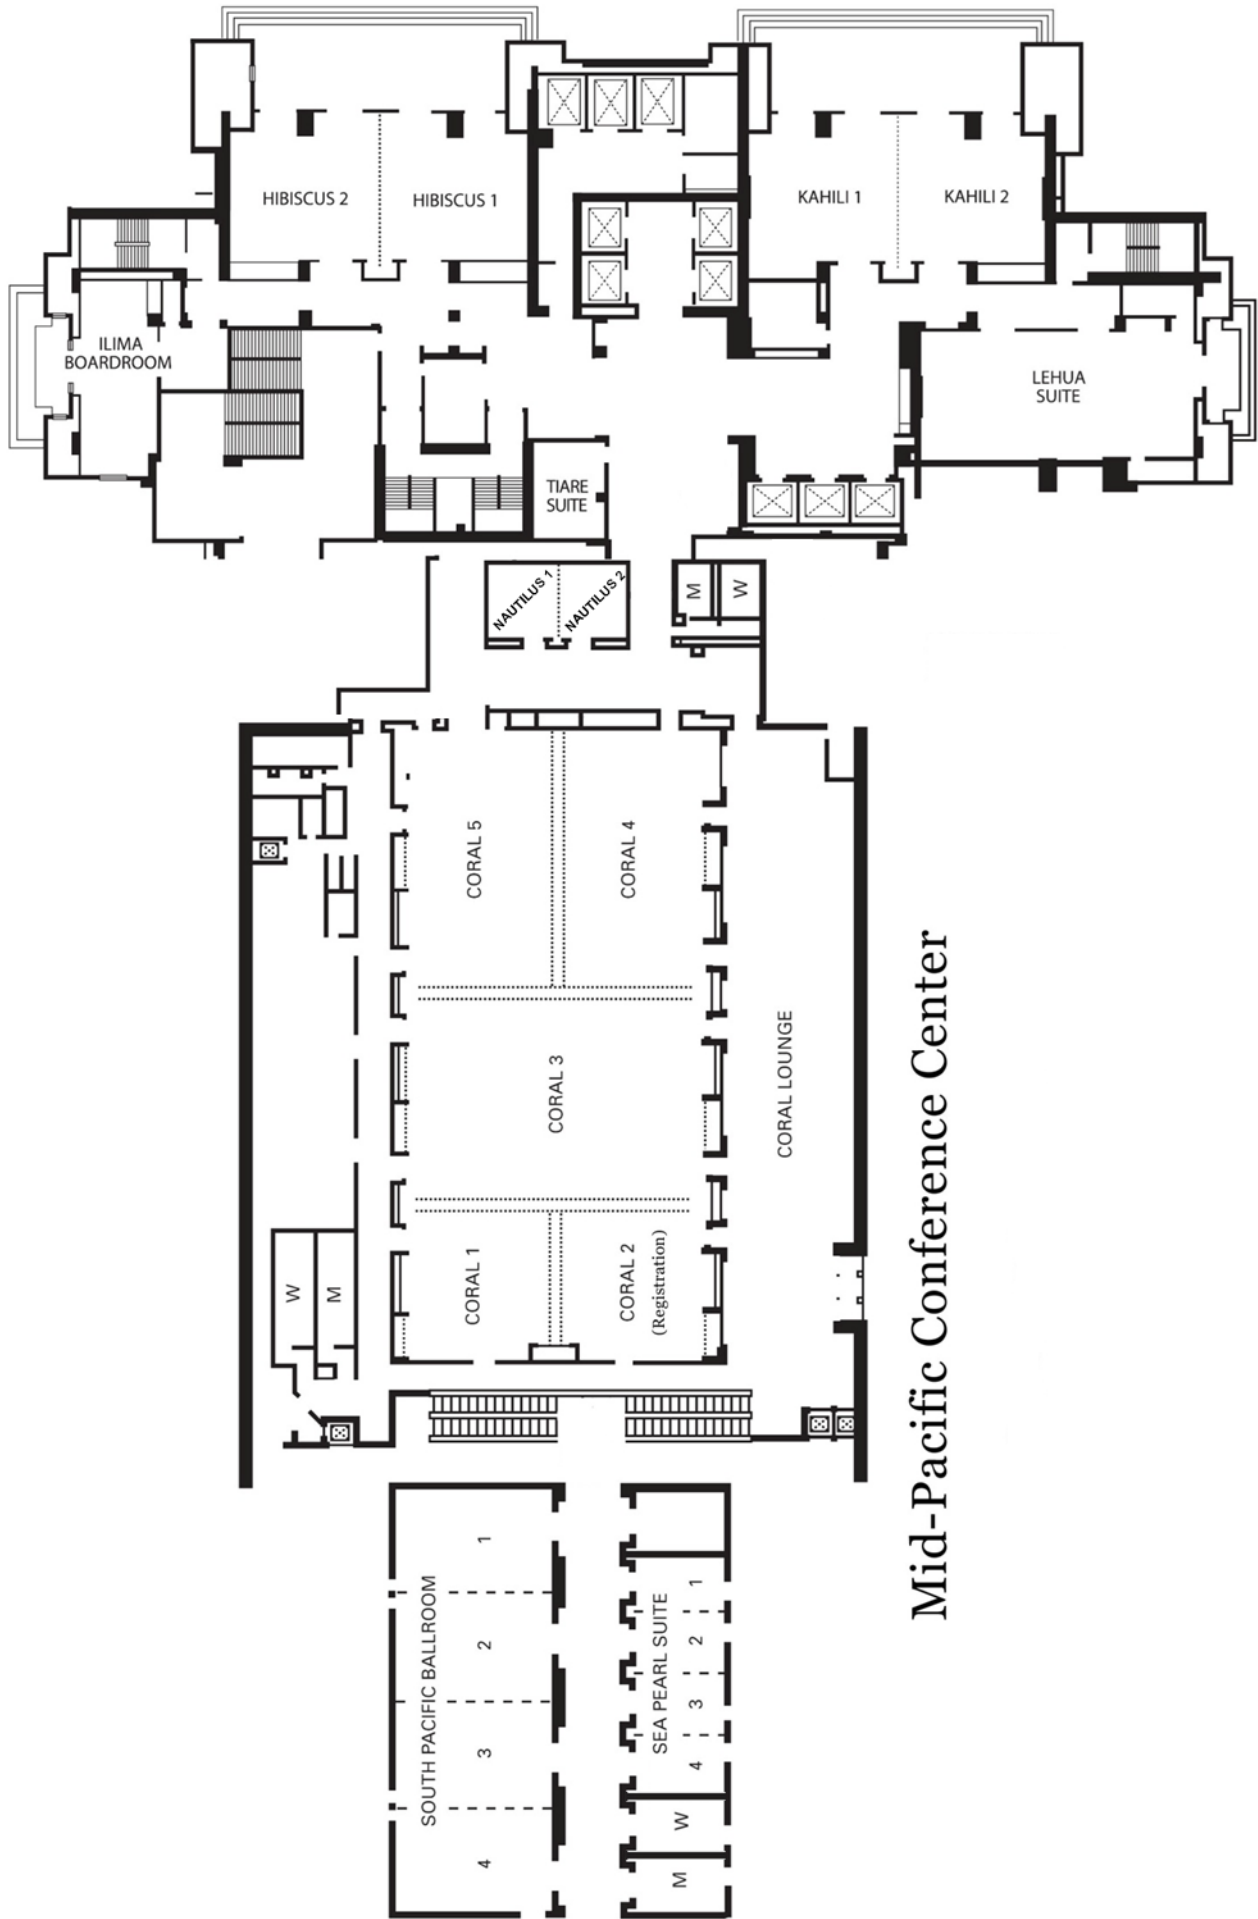 HIBISCUS 2
HIBISCUS 1
KAHILI 1
KAHILI 2
ILIMA
BOARDROOM
LEHUA
SUITE
TIARE
SUITE
NAUTILUS 1
NAUTILUS 2
M
W
CORAL 5
CORAL 4
CORAL 3
CORAL LOUNGE
CORAL 1
CORAL 2
(Registration)
W
M
Mid-Pacific Conference Center
SOUTH PACIFIC BALLROOM
1
2
3
4
SEA PEARL SUITE
1
2
3
4
W
M